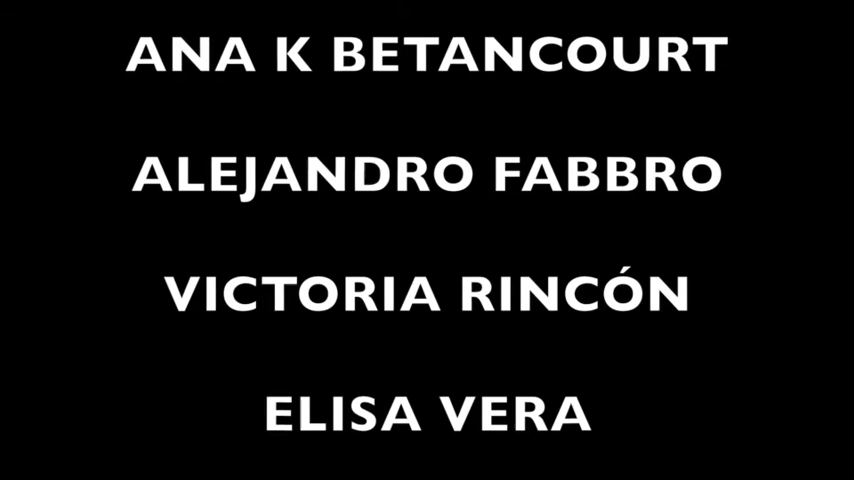 ANA K BETANCOURT
ALEJANDRO FABBRO
VICTORIA RINCÓN
ELISA VERA